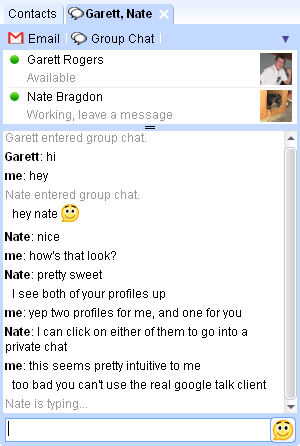 Contacts Garett, Nate
Email Group Chat
Garett Rogers
Available
Nate Bragdon
Working, leave a message
Garett entered group chat.
Garett: hi
me: hey
Nate entered group chat.
hey nate
Nate: nice
me: how's that look?
Nate: pretty sweet
I see both of your profiles up
me: yep two profiles for me, and one for you
Nate: I can click on either of them to go into a
private chat
me: this seems pretty intuitive to me
too bad you can't use the real google talk client
Nate is typing...